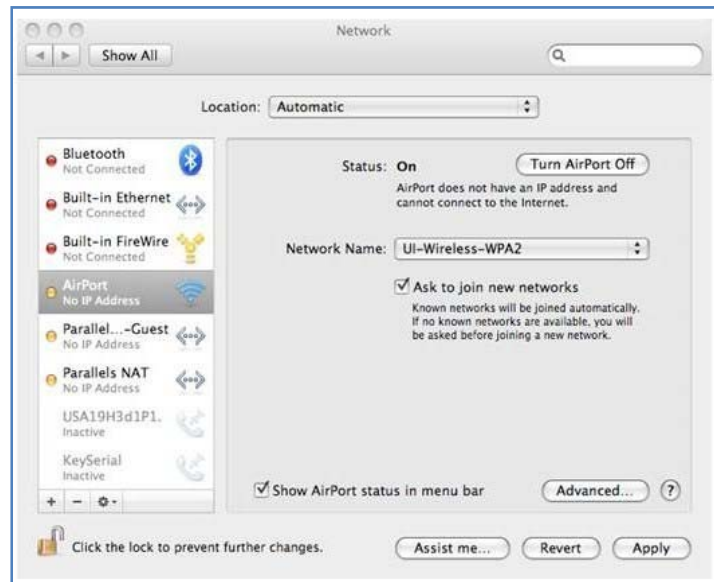 Network
Show All
Location: Automatic
Bluetooth
Not Connected
Built-in Ethernet
Not Connected
Built-in FireWire
Not Connected
AirPort
No IP Address
Parallel...-Guest
No IP Address
Parallels NAT
No IP Address
USA19H3d1P1.
Inactive
KeySerial
Inactive
Status: On
Turn AirPort Off
AirPort does not have an IP address and
cannot connect to the Internet.
Network Name: UI-Wireless-WPA2
Ask to join new networks
Known networks will be joined automatically.
If no known networks are available, you will
be asked before joining a new network.
Show AirPort status in menu bar
Advanced...
?
Click the lock to prevent further changes.
Assist me...
Revert
Apply